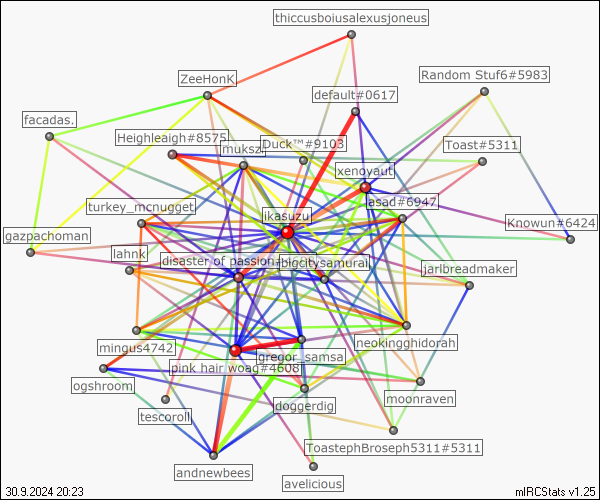 thiccusboiusalexusjoneus
ZeeHonK
Random Stuf6#5983
default#0617
facadas.
Heighleaigh#8575
Duck™#9103
Toast#5311
mukszi
xenoyaut
asad#6947
turkey_mcnugget
ikasuzu
Knowun#6424
gazpachoman
lahnk
disaster of passion
bigcitysamurai
jarlbreadmaker
mingus4742
gregor_samsa
neokingghidorah
pink hair woag#4608
ogshroom
doggerdig
moonraven
tescoroll
ToastephBroseph5311#5311
andnewbees
avelicious
30.9.2024 20:23
mIRCStats v1.25